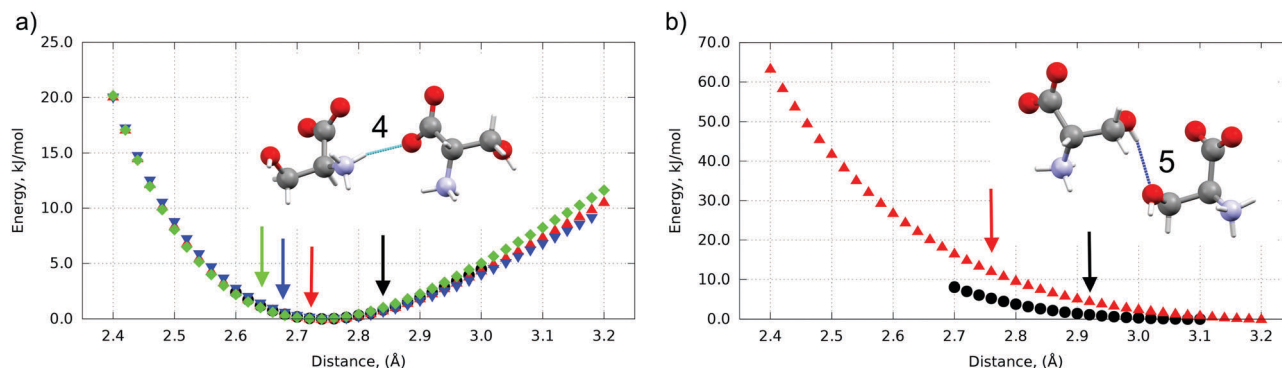 a)
25.0
20.0
15.0
10.0
5.0
0.0
Energy, kJ/mol
4
2.4 2.5 2.6 2.7 2.8 2.9 3.0 3.1 3.2
Distance, (Å)
b)
70.0
60.0
50.0
40.0
30.0
20.0
10.0
0.0
Energy, kJ/mol
5
2.4 2.5 2.6 2.7 2.8 2.9 3.0 3.1 3.2
Distance, (Å)